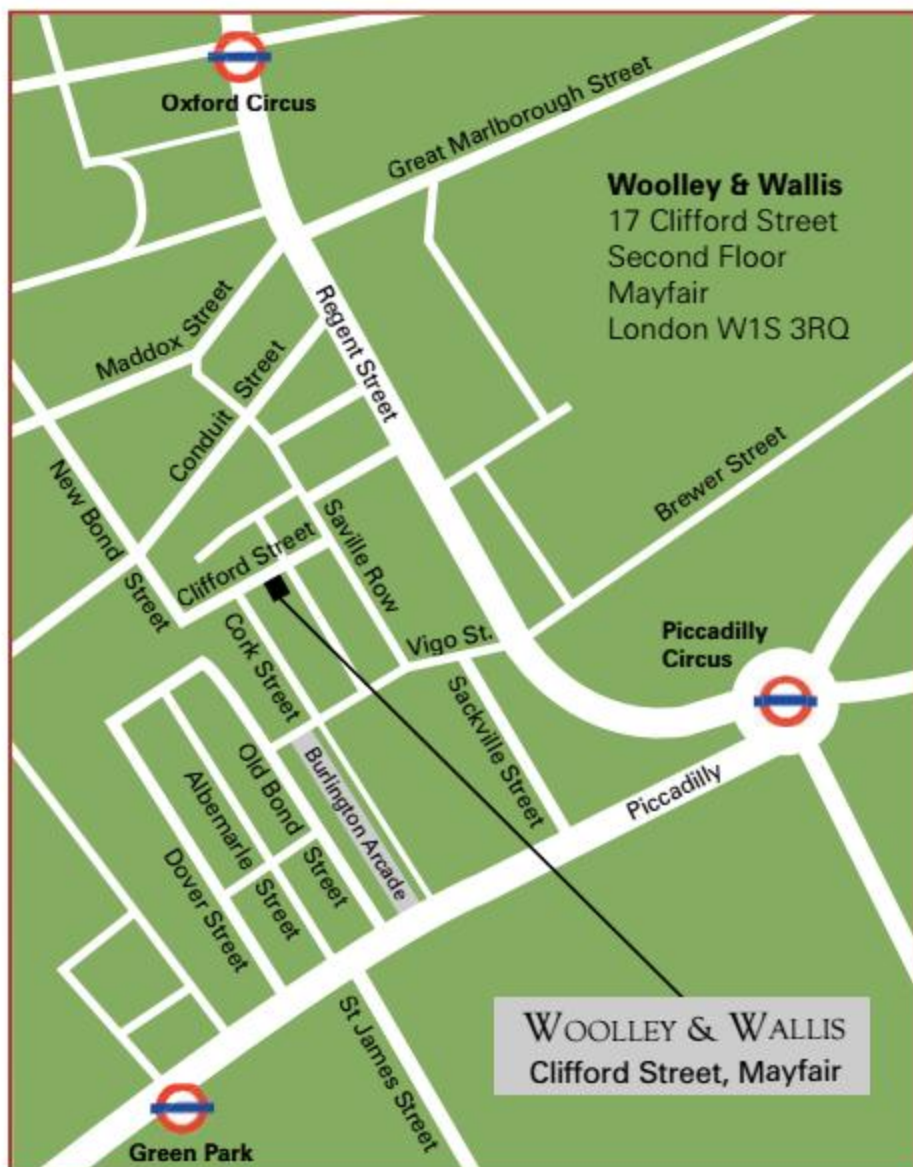 Oxford Circus
Great Marlborough Street
Woolley & Wallis
17 Clifford Street
Second Floor
Mayfair
London W1S 3RQ
Maddox Street
Regent Street
Conduit Street
New Bond Street
Brewer Street
Clifford Street
Saville Row
Cork Street
Vigo St.
Piccadilly
Circus
Sackville Street
Old Bond Street
Burlington Arcade
Albemarle Street
Dover Street
Piccadilly
St James Street
WOOLLEY & WALLIS
Clifford Street, Mayfair
Green Park